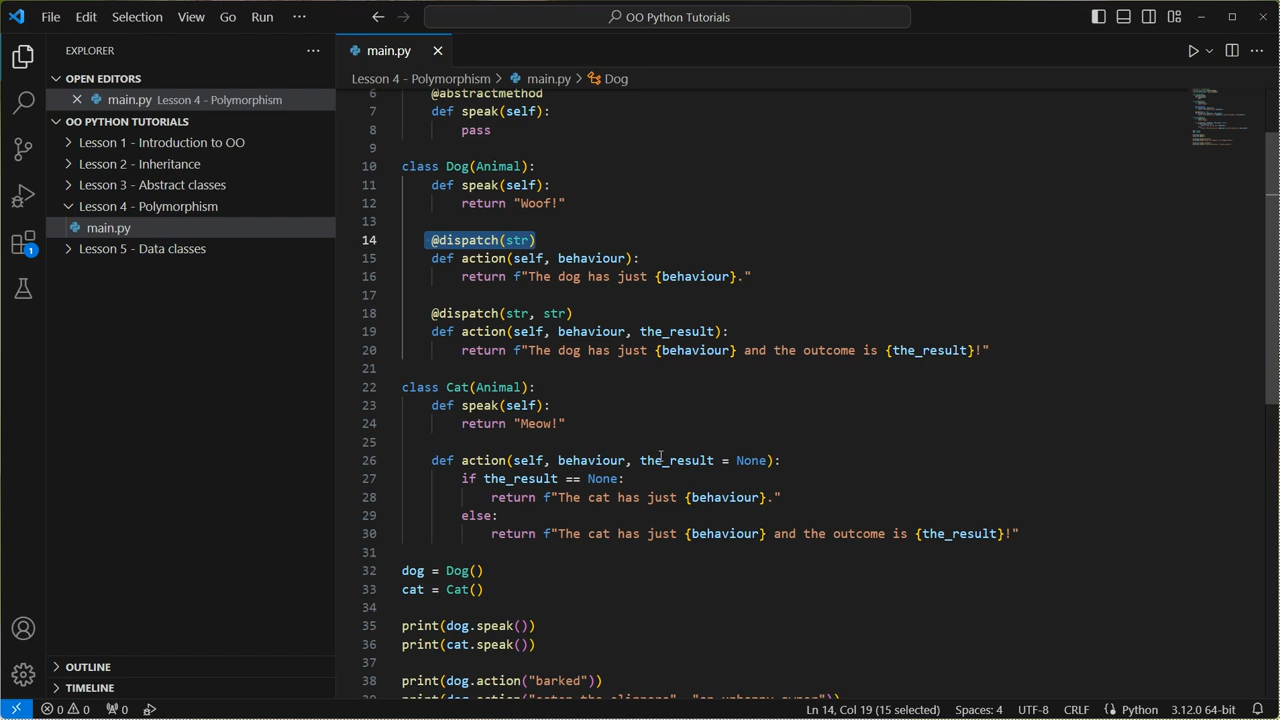 File Edit Selection View Go Run ··· OO Python Tutorials
EXPLORER ···
OPEN EDITORS
main.py Lesson 4 - Polymorphism
OO PYTHON TUTORIALS
Lesson 1 - Introduction to OO
Lesson 2 - Inheritance
Lesson 3 - Abstract classes
Lesson 4 - Polymorphism
main.py
Lesson 5 - Data classes
1
OUTLINE
TIMELINE
main.py
Lesson 4 - Polymorphism > main.py > Dog
6 @abstractmethod
7 def speak(self):
8 pass
9
10 class Dog(Animal):
11 def speak(self):
12 return "Woof!"
13
14 @dispatch(str)
15 def action(self, behaviour):
16 return f"The dog has just {behaviour}."
17
18 @dispatch(str, str)
19 def action(self, behaviour, the_result):
20 return f"The dog has just {behaviour} and the outcome is {the_result}!"
21
22 class Cat(Animal):
23 def speak(self):
24 return "Meow!"
25
26 def action(self, behaviour, the_result = None):
27 if the_result == None:
28 return f"The cat has just {behaviour}."
29 else:
30 return f"The cat has just {behaviour} and the outcome is {the_result}!"
31
32 dog = Dog()
33 cat = Cat()
34
35 print(dog.speak())
36 print(cat.speak())
37
38 print(dog.action("barked"))
0 0 0 Ln 14, Col 19 (15 selected) Spaces: 4 UTF-8 CRLF Python 3.12.0 64-bit